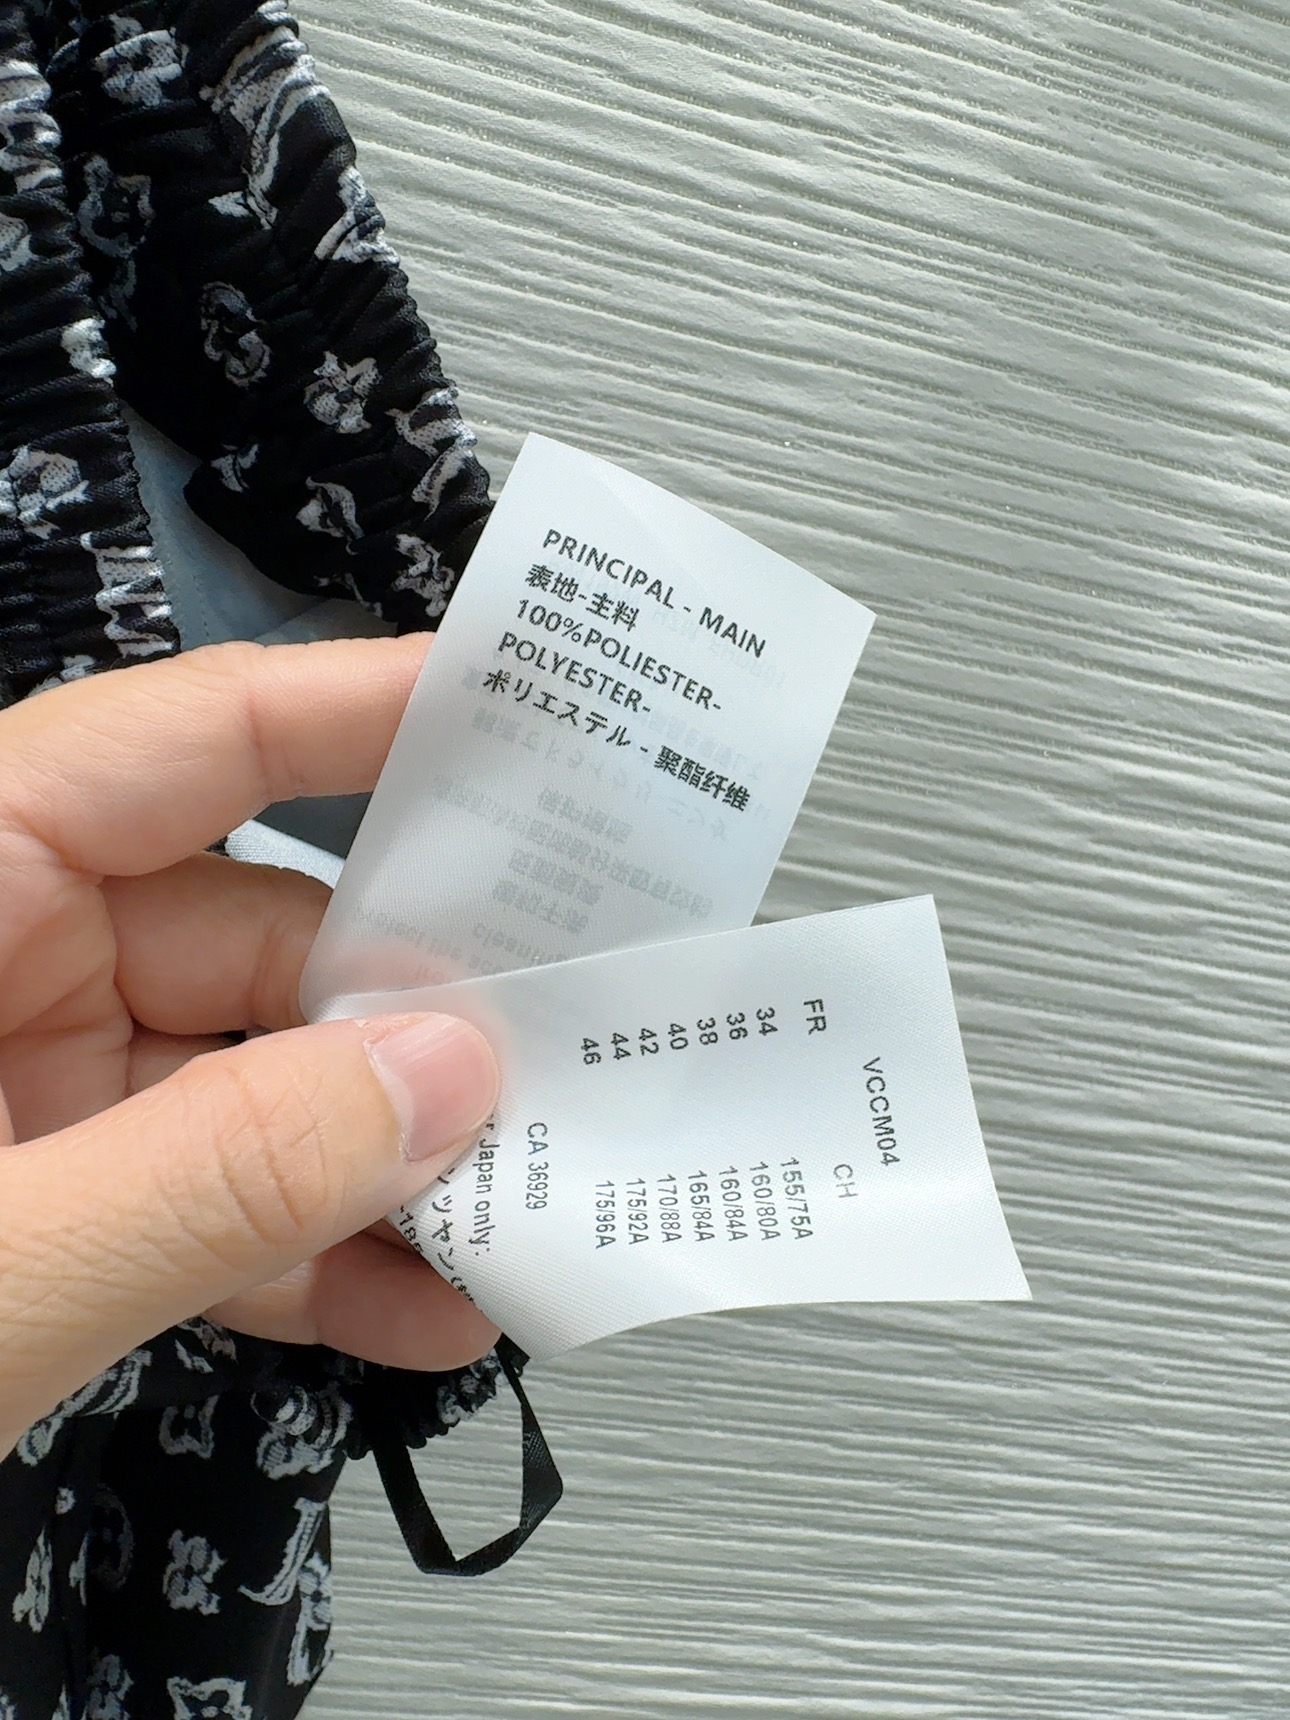 PRINCIPAL - MAIN
表地-主料
100%POLIESTER-
POLYESTER-
ポリエステル - 聚酯纤维
VCCM04
FR CH
34 155/75A
36 160/80A
38 160/84A
40 165/84A
42 170/88A
44 175/92A
46 175/96A
CA 36929
Japan only: